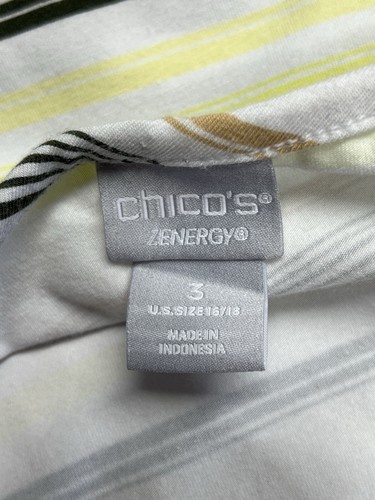 chico's®
ZENERGY®
3
U.S. SIZE 16/18
MADE IN
INDONESIA